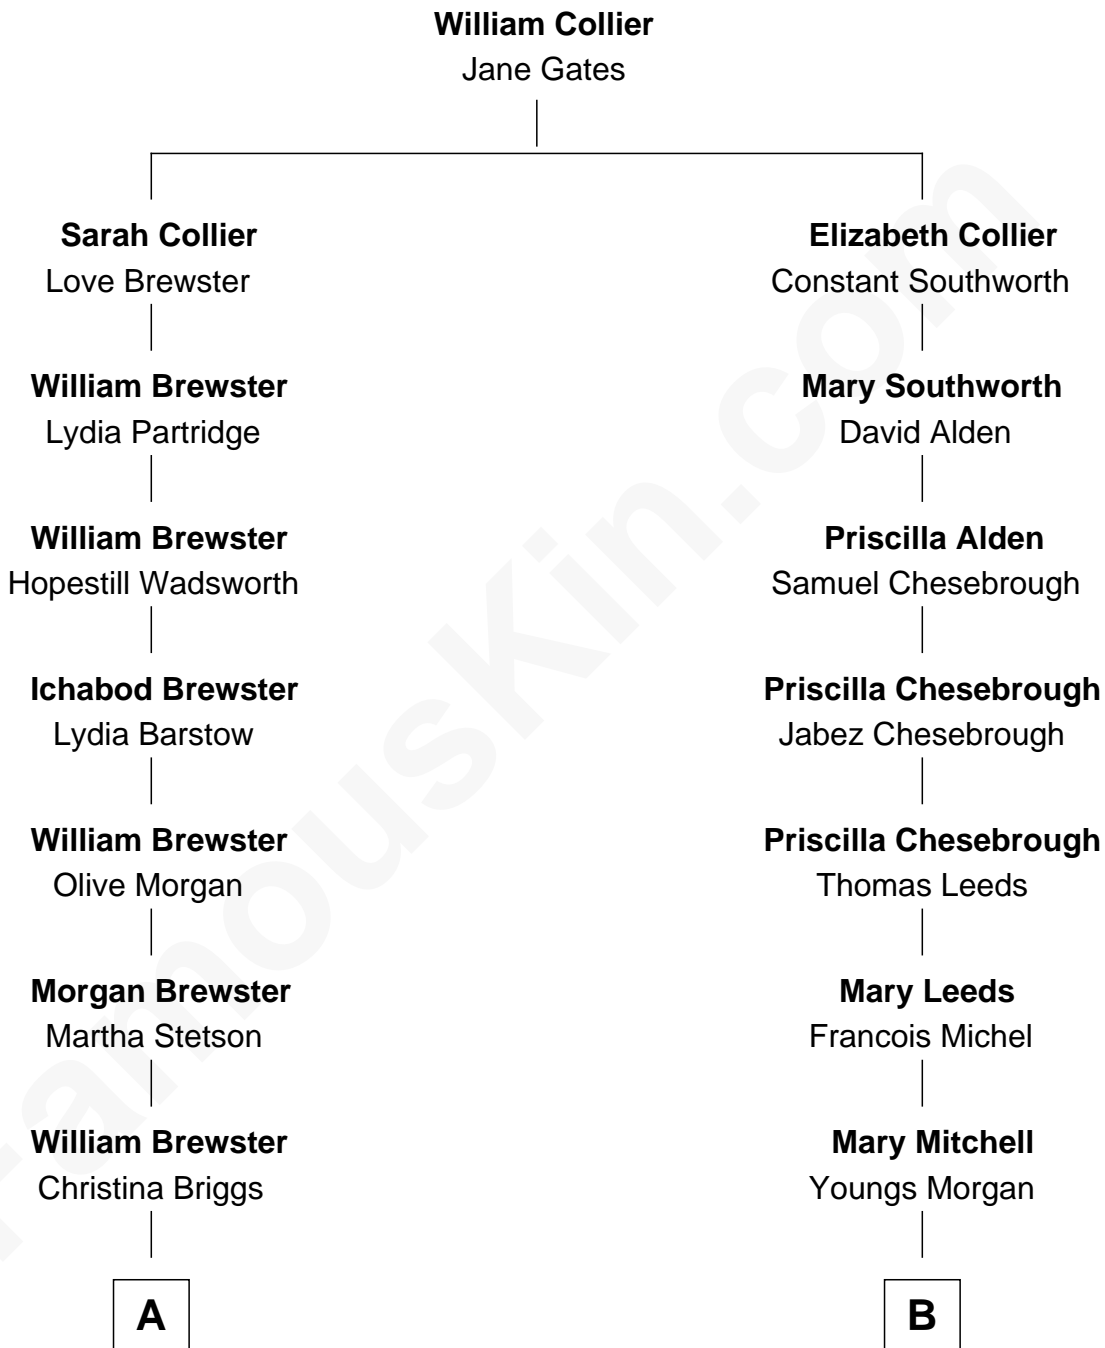 William Collier
Jane Gates
Sarah Collier
Love Brewster
William Brewster
Lydia Partridge
William Brewster
Hopestill Wadsworth
Ichabod Brewster
Lydia Barstow
William Brewster
Olive Morgan
Morgan Brewster
Martha Stetson
William Brewster
Christina Briggs
A
Elizabeth Collier
Constant Southworth
Mary Southworth
David Alden
Priscilla Alden
Samuel Chesebrough
Priscilla Chesebrough
Jabez Chesebrough
Priscilla Chesebrough
Thomas Leeds
Mary Leeds
Francois Michel
Mary Mitchell
Youngs Morgan
B
FamousKin.com